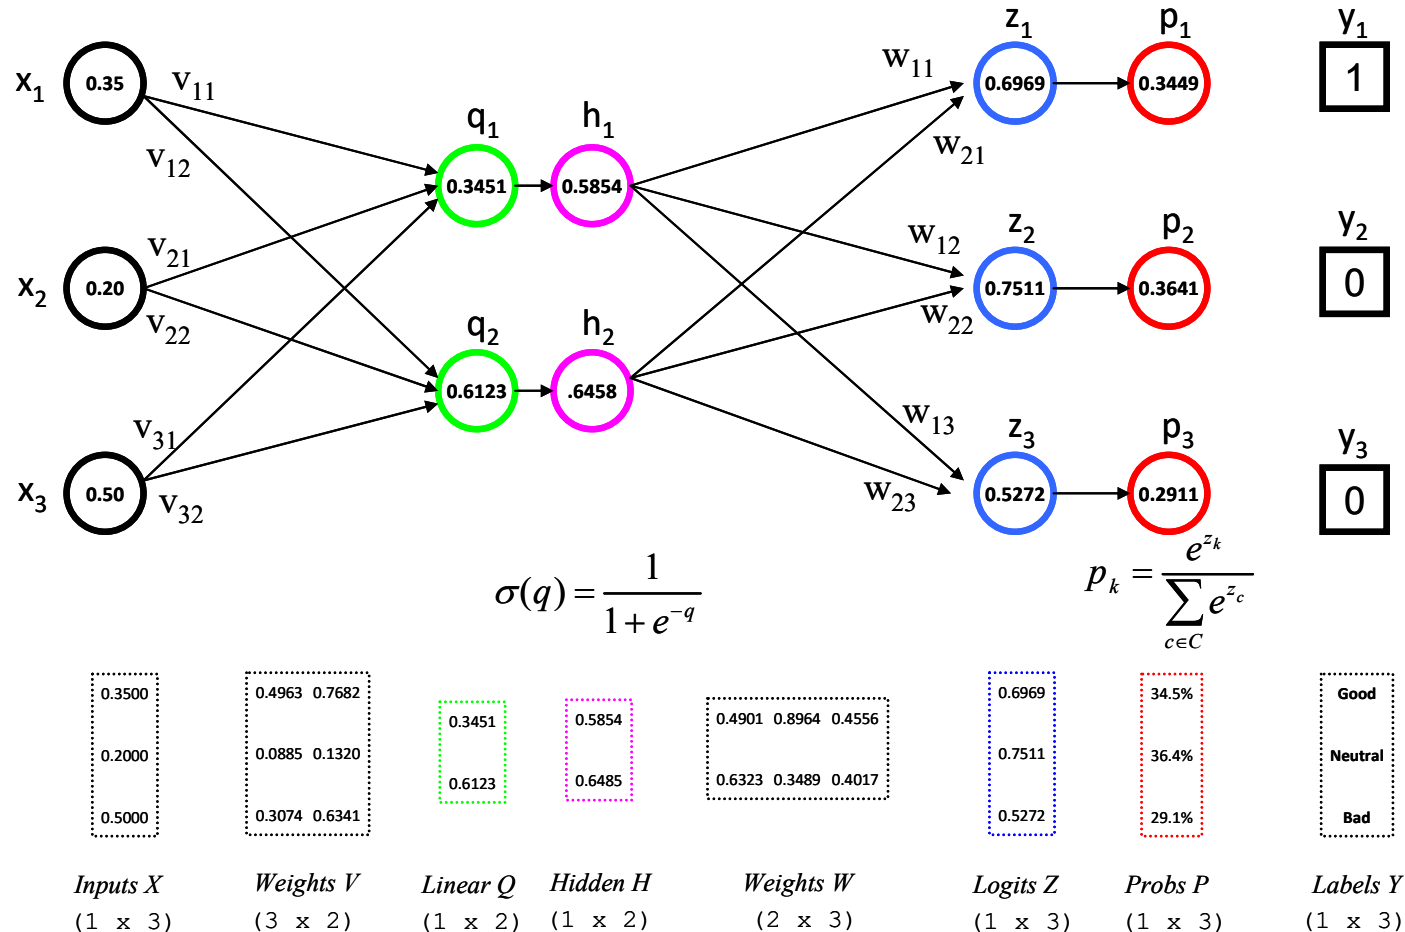 z1 p1 y1
x1 0.35 v11 w11 0.6969 0.3449 1
q1 h1
v12 w21
0.3451 0.5854
z2 p2 y2
v21 w12
x2 0.20 0.7511 0.3641 0
v22 q2 h2 w22
0.6123 .6458
v31 w13 z3 p3 y3
x3 0.50 v32 w23 0.5272 0.2911 0
σ(q) = 1 / (1 + e^−q)
p_k = e^z_k / ∑_c∈C e^z_c
0.3500 0.4963 0.7682 0.6969 34.5% Good
0.3451 0.5854 0.4901 0.8964 0.4556
0.2000 0.0885 0.1320 0.7511 36.4% Neutral
0.6123 0.6485 0.6323 0.3489 0.4017
0.5000 0.3074 0.6341 0.5272 29.1% Bad
Inputs X Weights V Linear Q Hidden H Weights W Logits Z Probs P Labels Y
(1 x 3) (3 x 2) (1 x 2) (1 x 2) (2 x 3) (1 x 3) (1 x 3) (1 x 3)